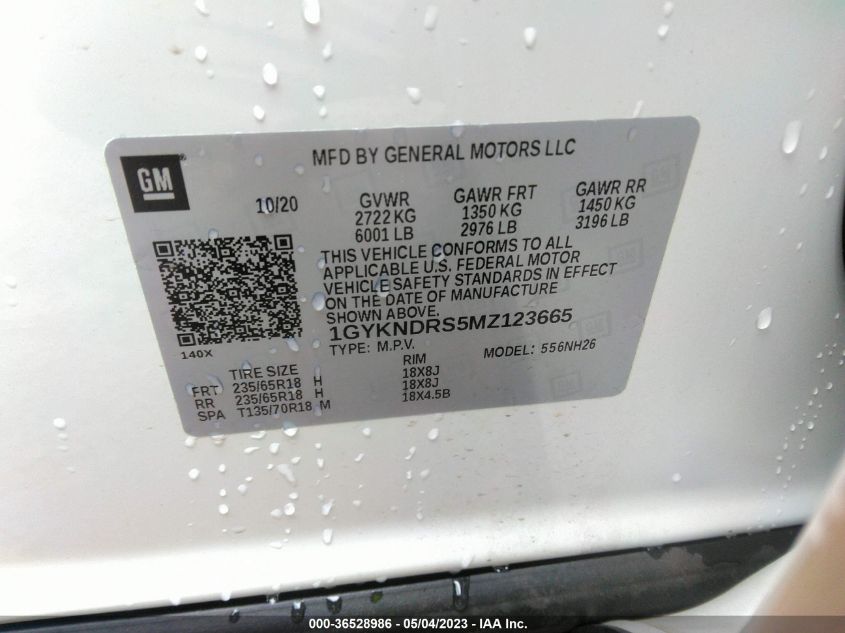 MFD BY GENERAL MOTORS LLC
GM
10/20
GVWR
2722 KG
6001 LB
GAWR FRT
1350 KG
2976 LB
GAWR RR
1450 KG
3196 LB
THIS VEHICLE CONFORMS TO ALL
APPLICABLE U.S. FEDERAL MOTOR
VEHICLE SAFETY STANDARDS IN EFFECT
ON THE DATE OF MANUFACTURE
SHOWN ABOVE.
1GYKNDRS5MZ123665
140X
TYPE: M.P.V.
MODEL: 556NH26
TIRE SIZE RIM
FRT 235/65R18 H 18X8J
RR 235/65R18 H 18X8J
SPA T135/70R18 M 18X4.5B
000-36528986 - 05/04/2023 - IAA Inc.